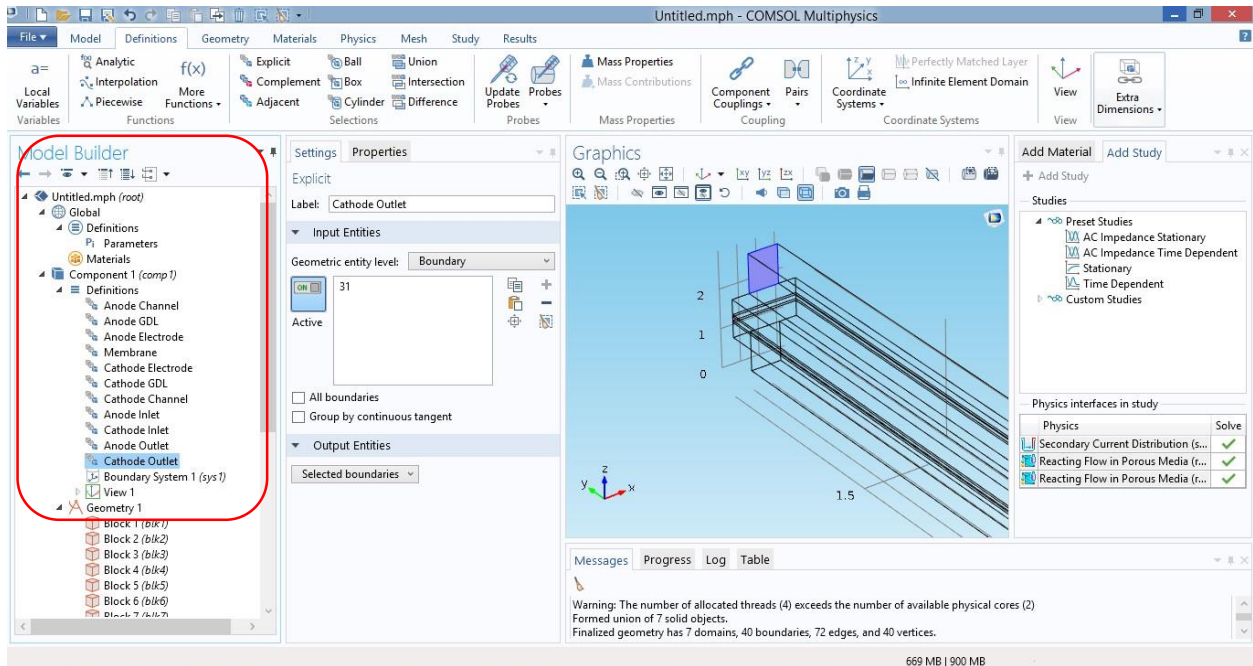 Untitled.mph - COMSOL Multiphysics
File Model Definitions Geometry Materials Physics Mesh Study Results
a=
Local
Variables
Variables
Analytic
Interpolation
Piecewise
f(x)
More
Functions
Functions
Explicit
Complement
Adjacent
Ball
Box
Cylinder
Union
Intersection
Difference
Selections
Update
Probes
Probes
Probes
Mass Properties
Mass Contributions
Mass Properties
Component
Couplings
Pairs
Coupling
Coordinate
Systems
Perfectly Matched Layer
Infinite Element Domain
Coordinate Systems
View
View
Extra
Dimensions
Model Builder
Untitled.mph (root)
Global
Definitions
Pi Parameters
Materials
Component 1 (comp1)
Definitions
Anode Channel
Anode GDL
Anode Electrode
Membrane
Cathode Electrode
Cathode GDL
Cathode Channel
Anode Inlet
Cathode Inlet
Anode Outlet
Cathode Outlet
Boundary System 1 (sys1)
View 1
Geometry 1
Block 1 (blk1)
Block 2 (blk2)
Block 3 (blk3)
Block 4 (blk4)
Block 5 (blk5)
Block 6 (blk6)
Block 7 (blk7)
Settings Properties
Explicit
Label: Cathode Outlet
Input Entities
Geometric entity level: Boundary
ON
Active
31
All boundaries
Group by continuous tangent
Output Entities
Selected boundaries
Graphics
xy yz zx
2
1
0
1.5
z
y
x
Add Material Add Study
Add Study
Studies
Preset Studies
AC Impedance Stationary
AC Impedance Time Dependent
Stationary
Time Dependent
Custom Studies
Physics interfaces in study
Physics Solve
Secondary Current Distribution (s...
Reacting Flow in Porous Media (r...
Reacting Flow in Porous Media (r...
Messages Progress Log Table
Warning: The number of allocated threads (4) exceeds the number of available physical cores (2)
Formed union of 7 solid objects.
Finalized geometry has 7 domains, 40 boundaries, 72 edges, and 40 vertices.
669 MB | 900 MB